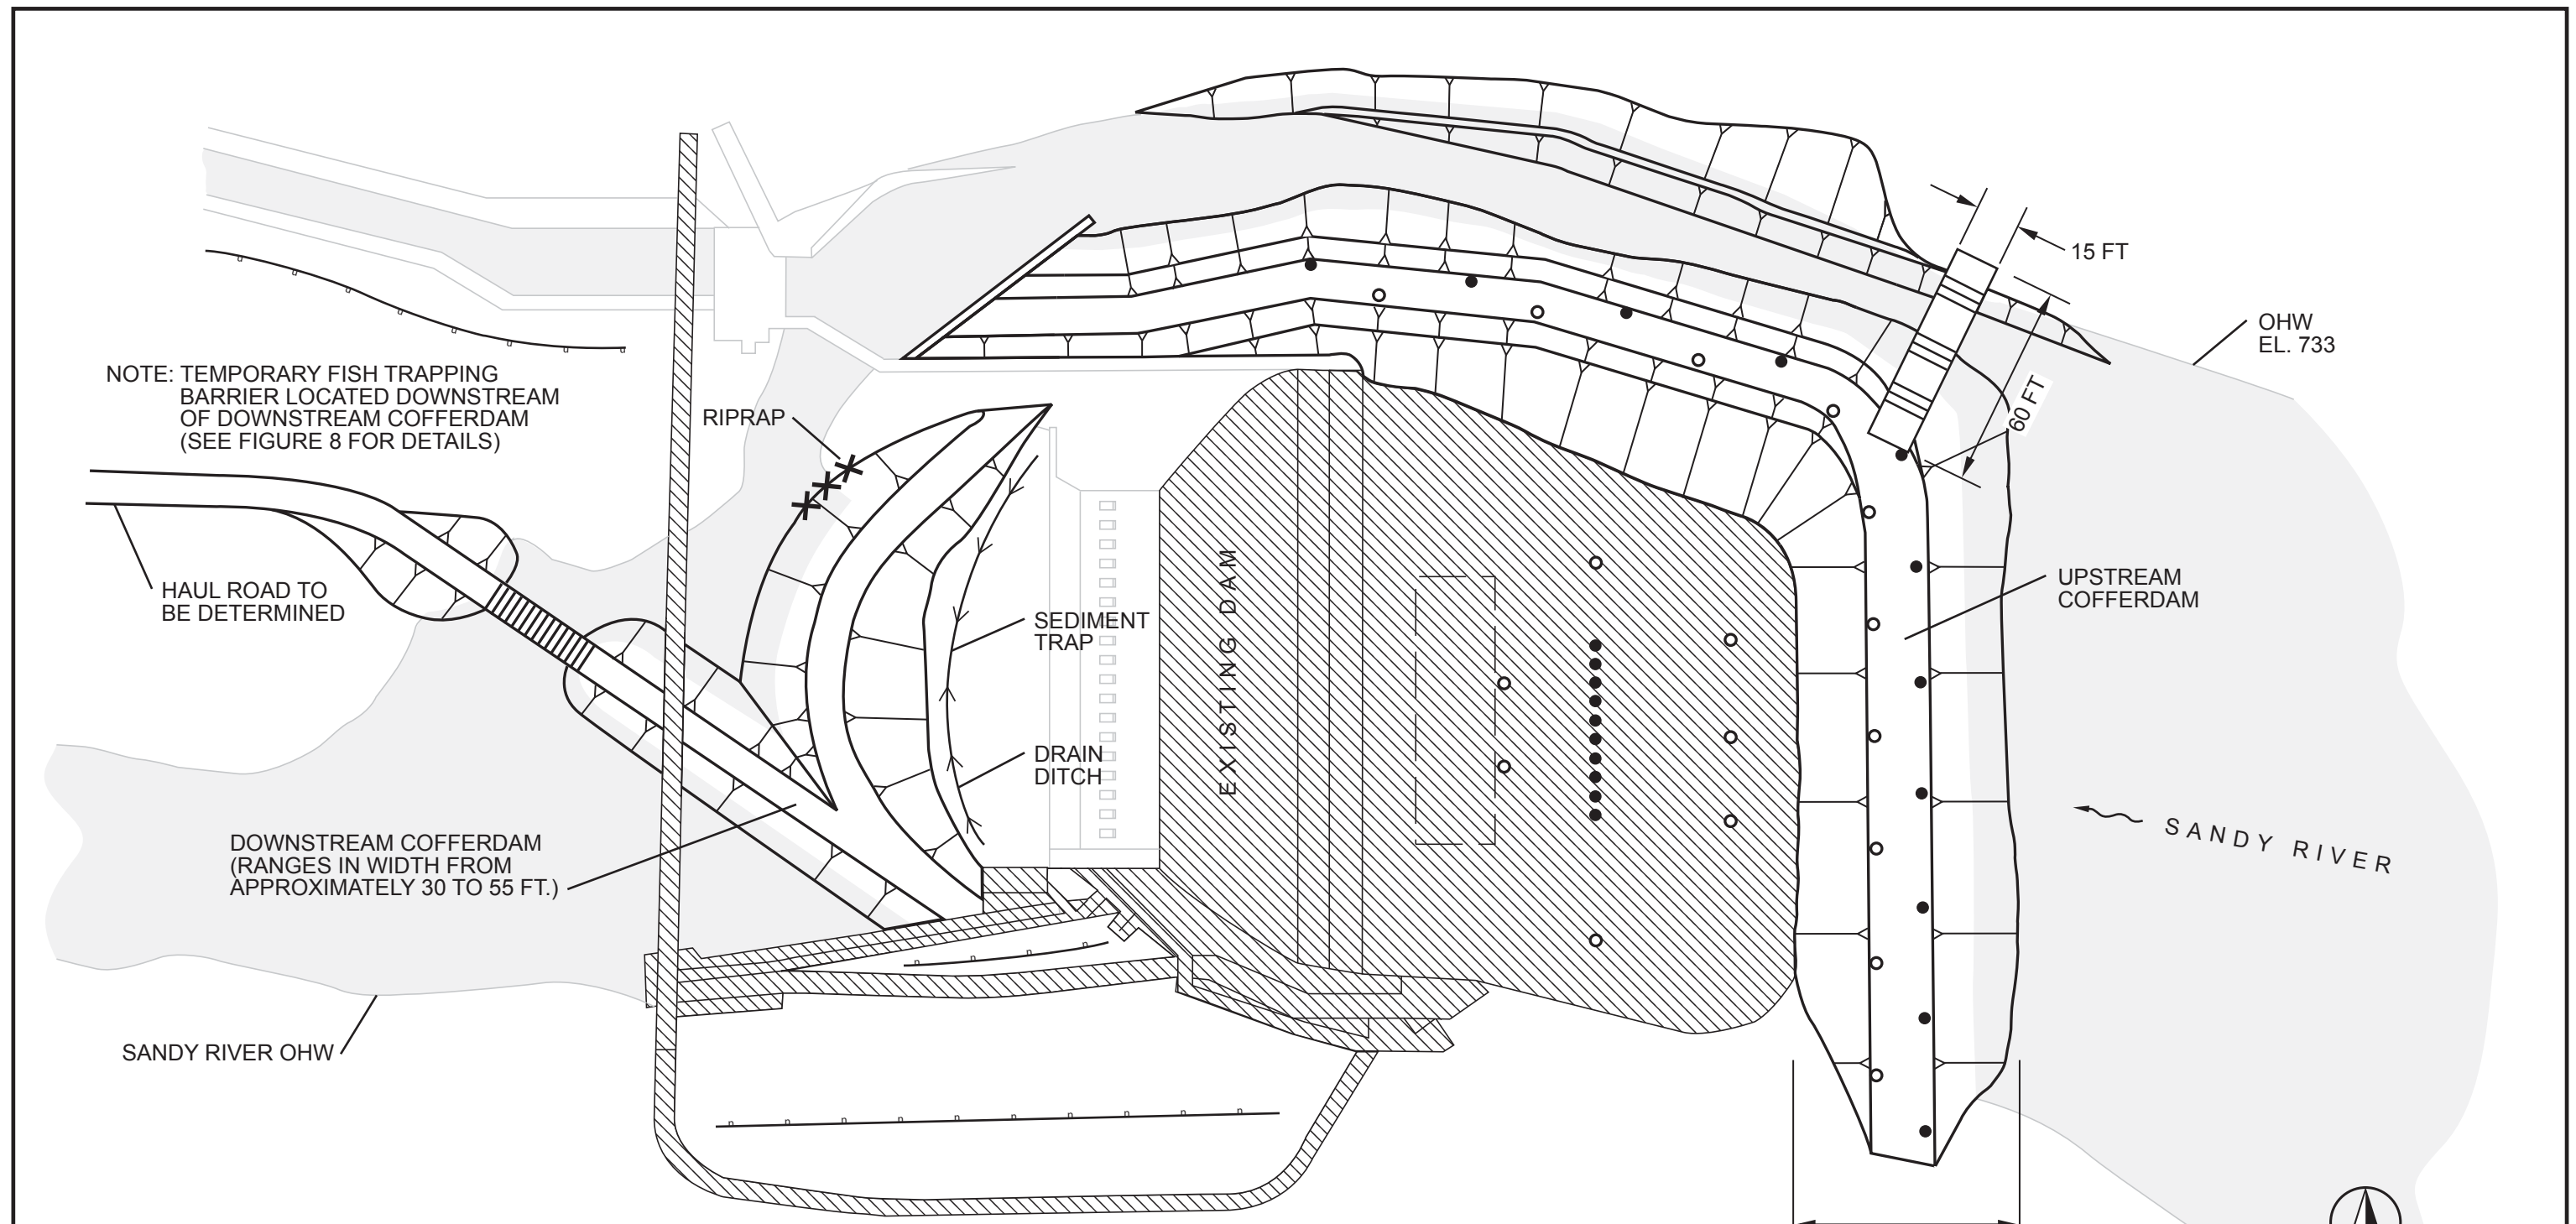 15 FT
OHW
EL. 733
60 FT
NOTE: TEMPORARY FISH TRAPPING
BARRIER LOCATED DOWNSTREAM
OF DOWNSTREAM COFFERDAM
(SEE FIGURE 8 FOR DETAILS)
RIPRAP
HAUL ROAD TO
BE DETERMINED
SEDIMENT
TRAP
EXISTING DAM
UPSTREAM
COFFERDAM
DRAIN
DITCH
DOWNSTREAM COFFERDAM
(RANGES IN WIDTH FROM
APPROXIMATELY 30 TO 55 FT.)
SANDY RIVER
SANDY RIVER OHW